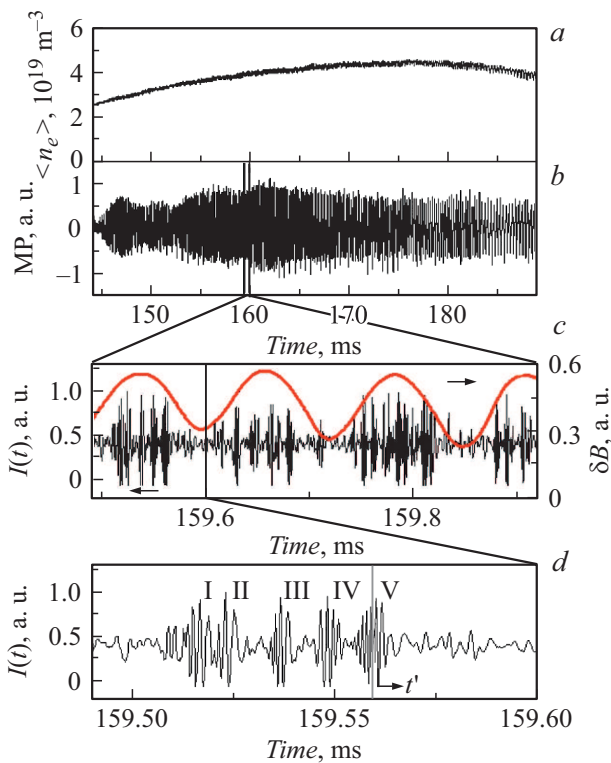 a
<n_e>, 10^19 m^−3
6
4
2
0
b
MP, a. u.
1
0
−1
150 160 170 180
Time, ms
c
I(t), a. u.
1.0
0.5
0
0.6
0.3
0
δB, a. u.
159.6 159.8
Time, ms
d
I(t), a. u.
1.0
0.5
0
I II III IV V
t'
159.50 159.55 159.60
Time, ms